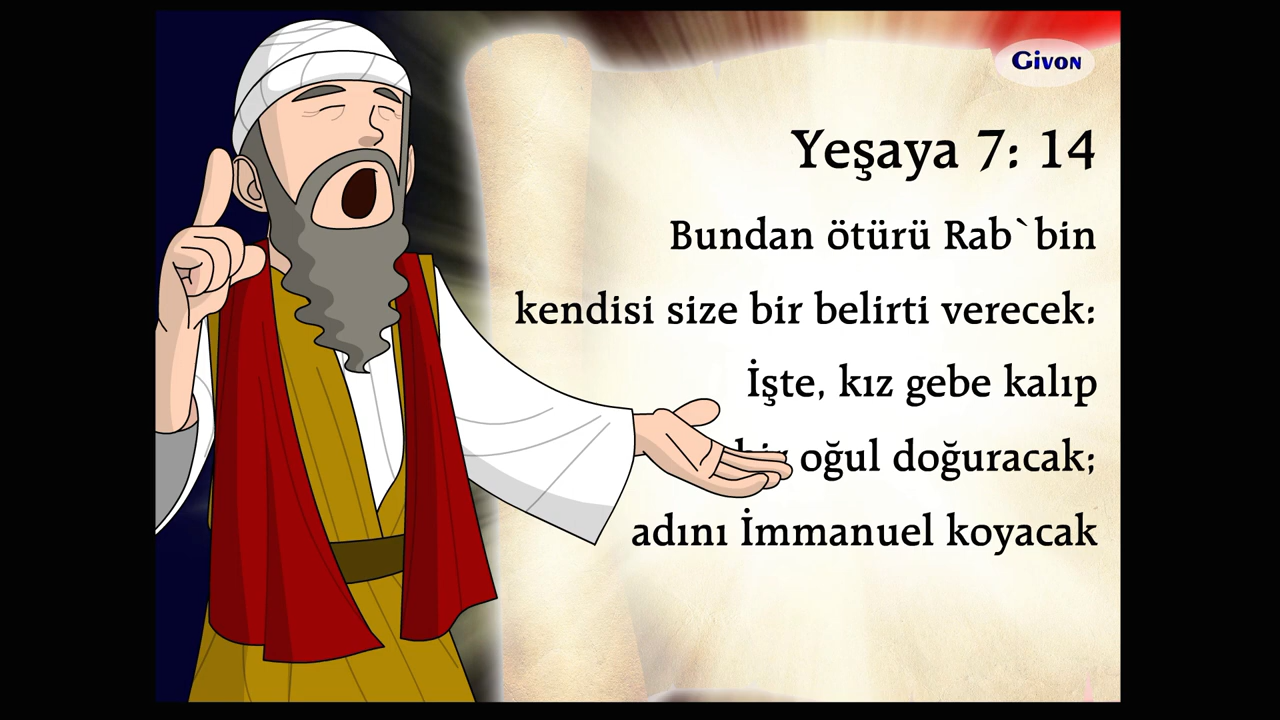 Givon
Yeşaya 7: 14
Bundan ötürü Rab`bin
kendisi size bir belirti verecek:
İşte, kız gebe kalıp
bir oğul doğuracak;
adını İmmanuel koyacak